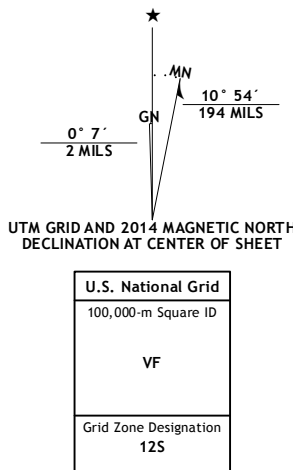 ★
MN
GN
10° 54´
194 MILS
0° 7´
2 MILS
UTM GRID AND 2014 MAGNETIC NORTH
DECLINATION AT CENTER OF SHEET
U.S. National Grid
100,000-m Square ID
VF
Grid Zone Designation
12S